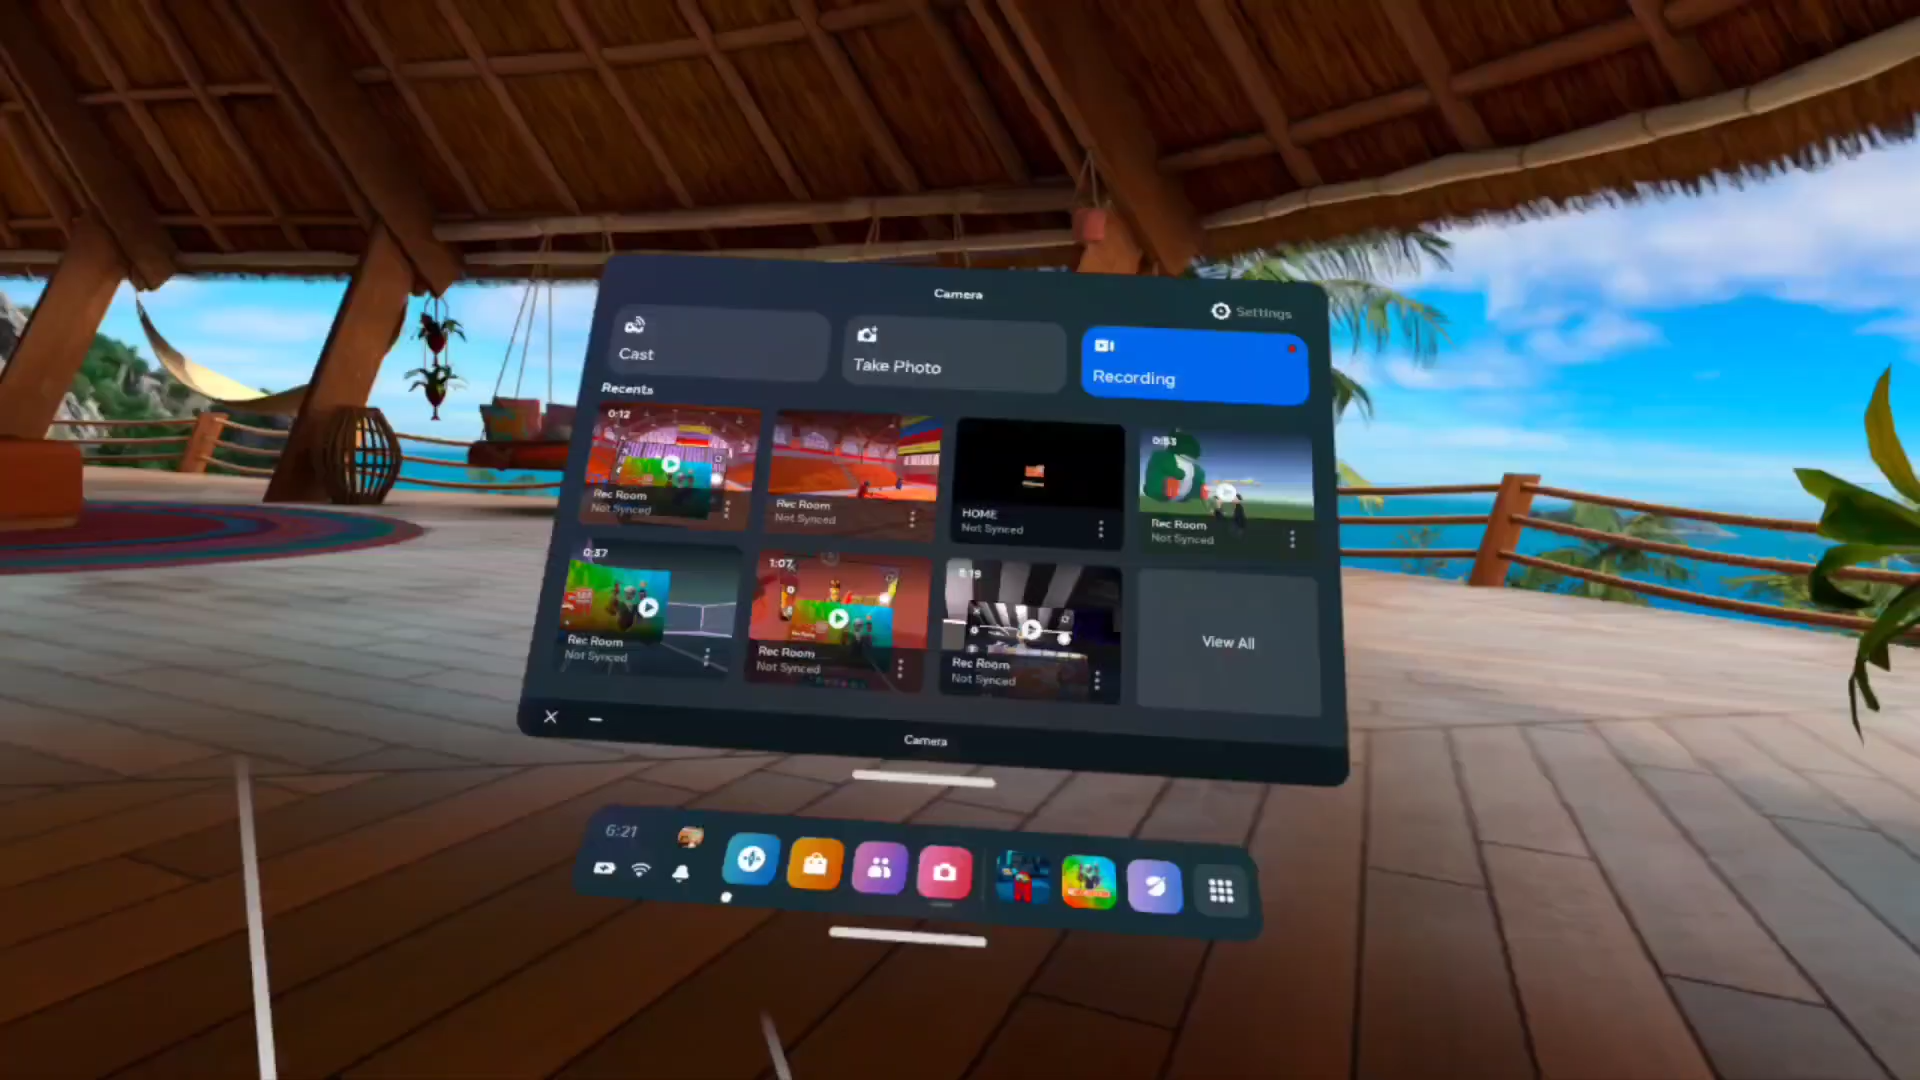 Camera
Settings
Cast
Take Photo
Recording
Recents
0:12
Rec Room
Not Synced
Rec Room
Not Synced
HOME
Not Synced
0:53
Rec Room
Not Synced
0:37
Rec Room
Not Synced
1:07
Rec Room
Not Synced
Rec Room
Not Synced
View All
Camera
6:21